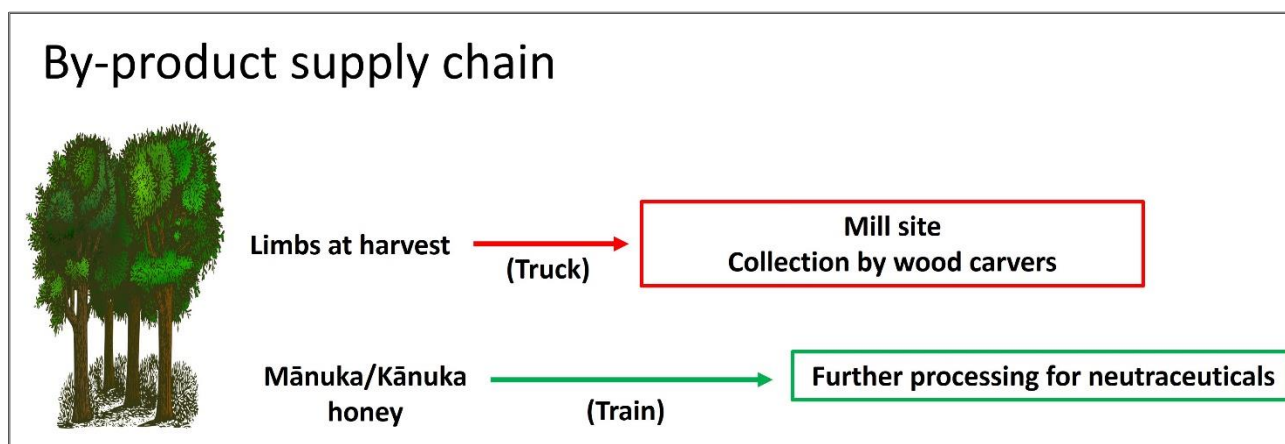 By-product supply chain
Limbs at harvest
(Truck)
Mill site
Collection by wood carvers
Mānuka/Kānuka
honey
(Train)
Further processing for neutraceuticals